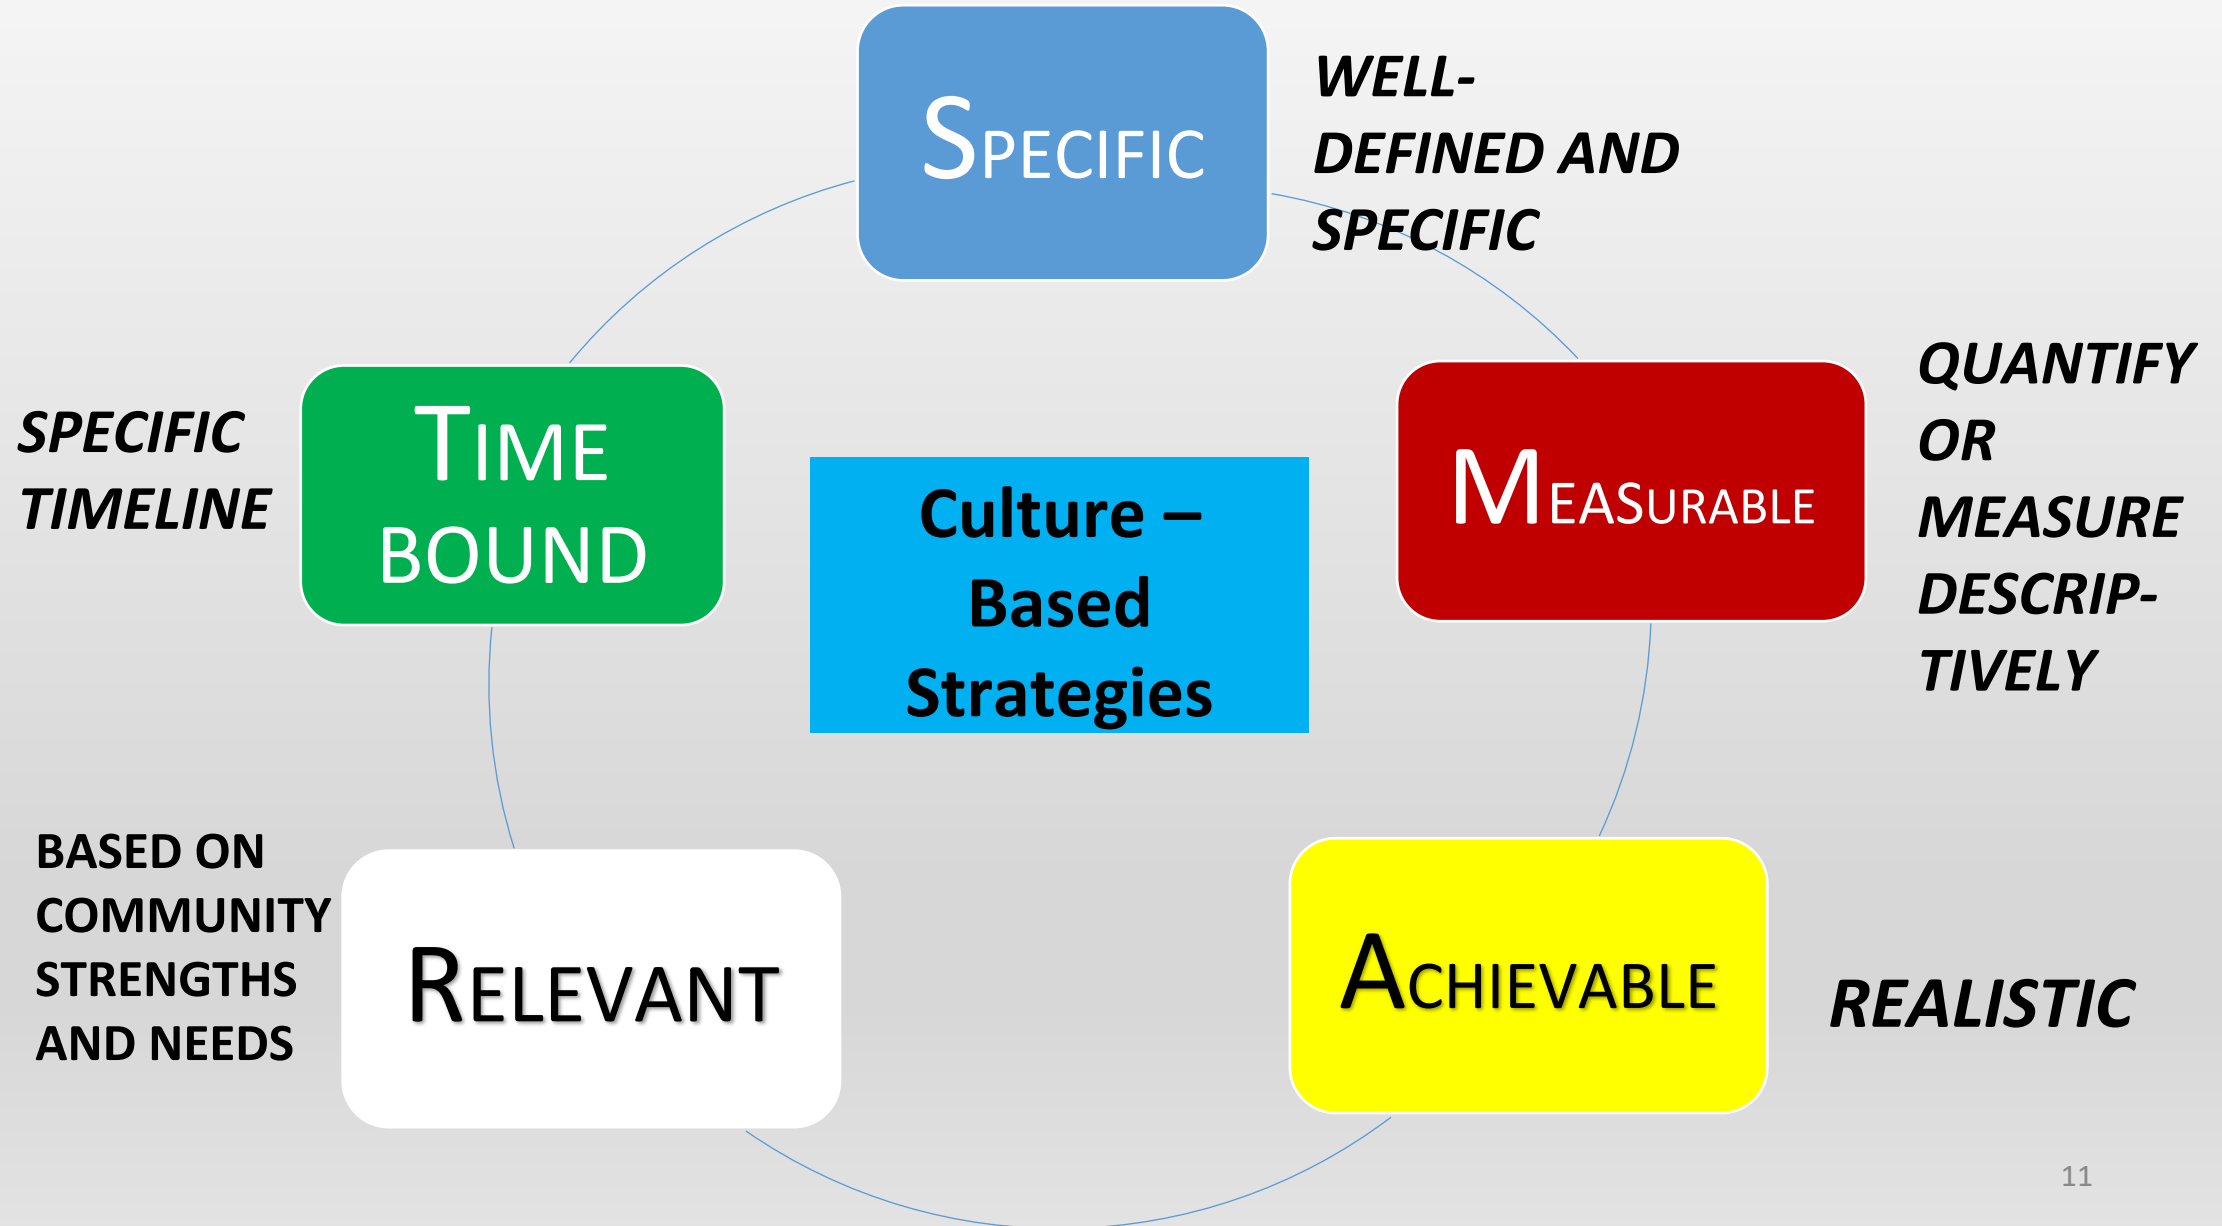 SPECIFIC
WELL-
DEFINED AND
SPECIFIC
MEASURABLE
QUANTIFY
OR
MEASURE
DESCRIP-
TIVELY
ACHIEVABLE
REALISTIC
RELEVANT
BASED ON
COMMUNITY
STRENGTHS
AND NEEDS
TIME
BOUND
SPECIFIC
TIMELINE
Culture –
Based
Strategies
11